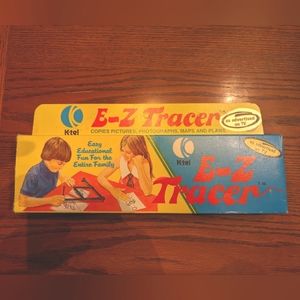 K-tel
E-Z Tracer
COPIES PICTURES, PHOTOGRAPHS, MAPS AND PLANS
as advertised
on TV
Easy
Educational
Fun For the
Entire Family
K-tel
E-Z
Tracer